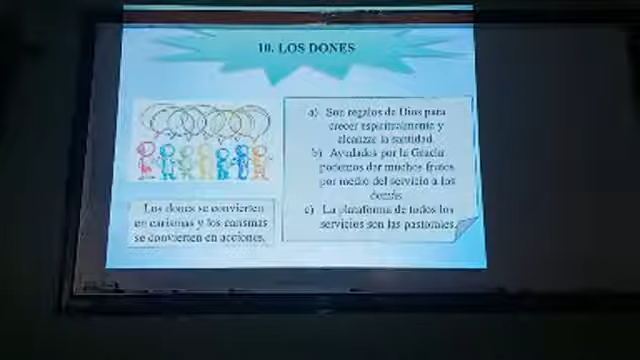 10. LOS DONES
a) Son regalos de Dios para
crecer espiritualmente y
alcanzar la santidad.
b) Ayudados por la Gracia
podemos dar muchos frutos
por medio del servicio a los
demás.
c) La plataforma de todos los
servicios son las pastorales.
Los dones se convierten
en carismas y los carismas
se convierten en acciones.